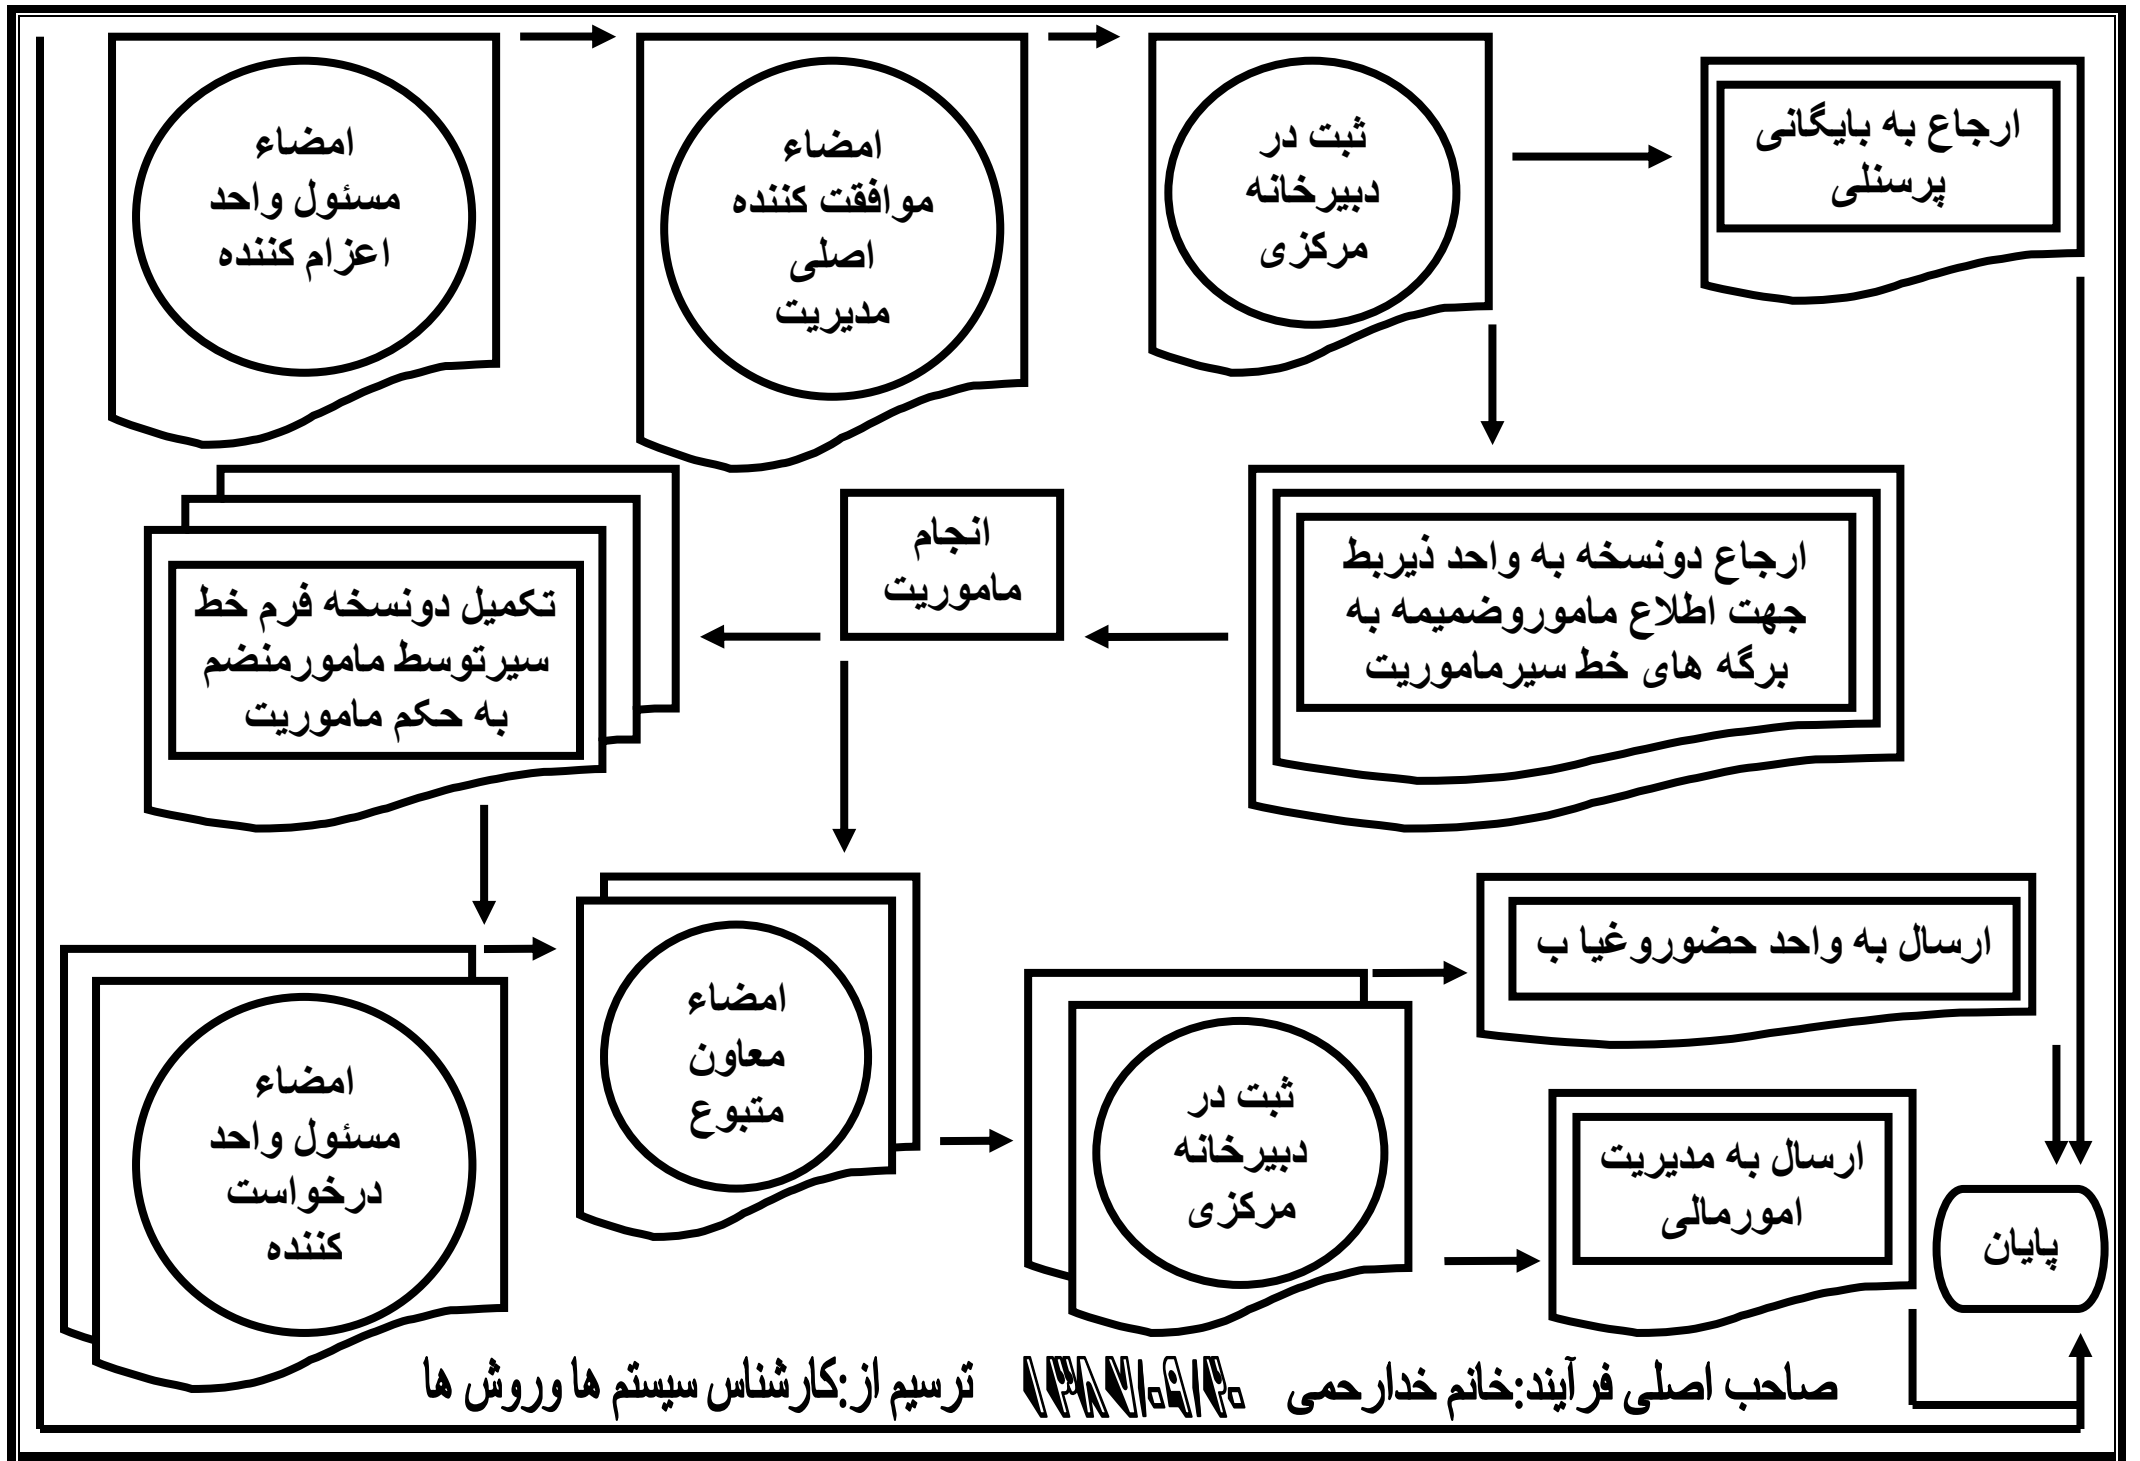 امضاء
مسئول واحد
اعزام کننده
امضاء
موافقت کننده
اصلی
مدیریت
ثبت در
دبیرخانه
مرکزی
ارجاع به بایگانی
پرسنلی
ارجاع دونسخه به واحد ذیربط
جهت اطلاع ماموروضمیمه به
برگه های خط سیرماموریت
انجام
ماموریت
تکمیل دونسخه فرم خط
سیرتوسط مامورمنضم
به حکم ماموریت
امضاء
مسئول واحد
درخواست
کننده
امضاء
معاون
متبوع
ثبت در
دبیرخانه
مرکزی
ارسال به واحد حضوروغیا ب
ارسال به مدیریت
امورمالی
پایان
صاحب اصلی فرآیند:خانم خدارحمی
ترسیم از:کارشناس سیستم ها وروش ها